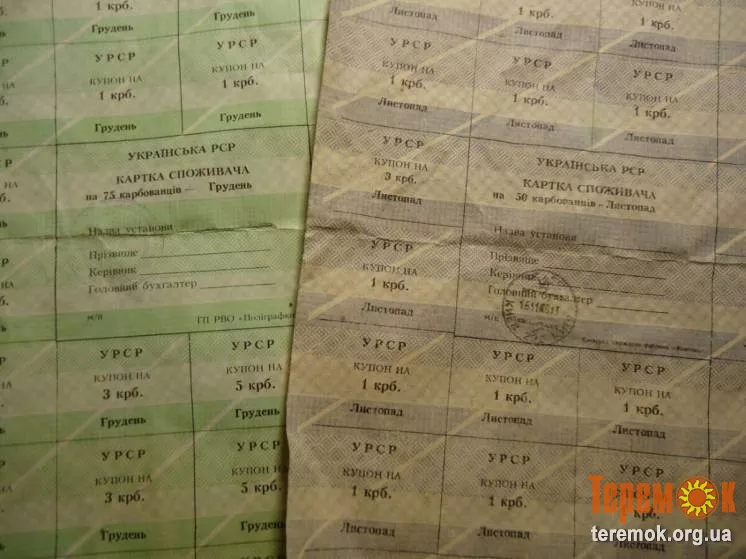 1 крб.
Грудень
УРСР
КУПОН НА
1 крб.
Грудень
УРСР
КУПОН НА
1 крб.
Грудень
УКРАЇНСЬКА РСР
КАРТКА СПОЖИВАЧА
на 75 карбованців — Грудень
Назва установи
Прізвище
Керівник
Головний бухгалтер
М/П
ГП РВО «Поліграфкн
УРСР
КУПОН НА
3 крб.
Грудень
УРСР
КУПОН НА
5 крб.
Грудень
УРСР
КУПОН НА
3 крб.
Грудень
УРСР
КУПОН НА
5 крб.
Грудень
Листопад
1 крб.
Листопад
1 крб.
Листопад
УРСР
КУПОН НА
1 крб.
Листопад
УРСР
КУПОН НА
1 крб.
Листопад
УРСР
КУПОН НА
1 крб.
Листопад
УРСР
КУПОН НА
3 крб.
Листопад
УКРАЇНСЬКА РСР
КАРТКА СПОЖИВАЧА
на 50 карбованців – Листопад
Назва установи
Прізвище
Керівник
Головний бухгалтер
М/П
УРСР
КУПОН НА
1 крб.
Листопад
УРСР
КУПОН НА
1 крб.
Листопад
УРСР
КУПОН НА
1 крб.
Листопад
УРСР
КУПОН НА
1 крб.
Листопад
УРСР
КУПОН НА
1 крб.
УРСР
КУПОН НА
1 крб.
УРСР
КУПОН НА
крб.
Теремок
teremok.org.ua